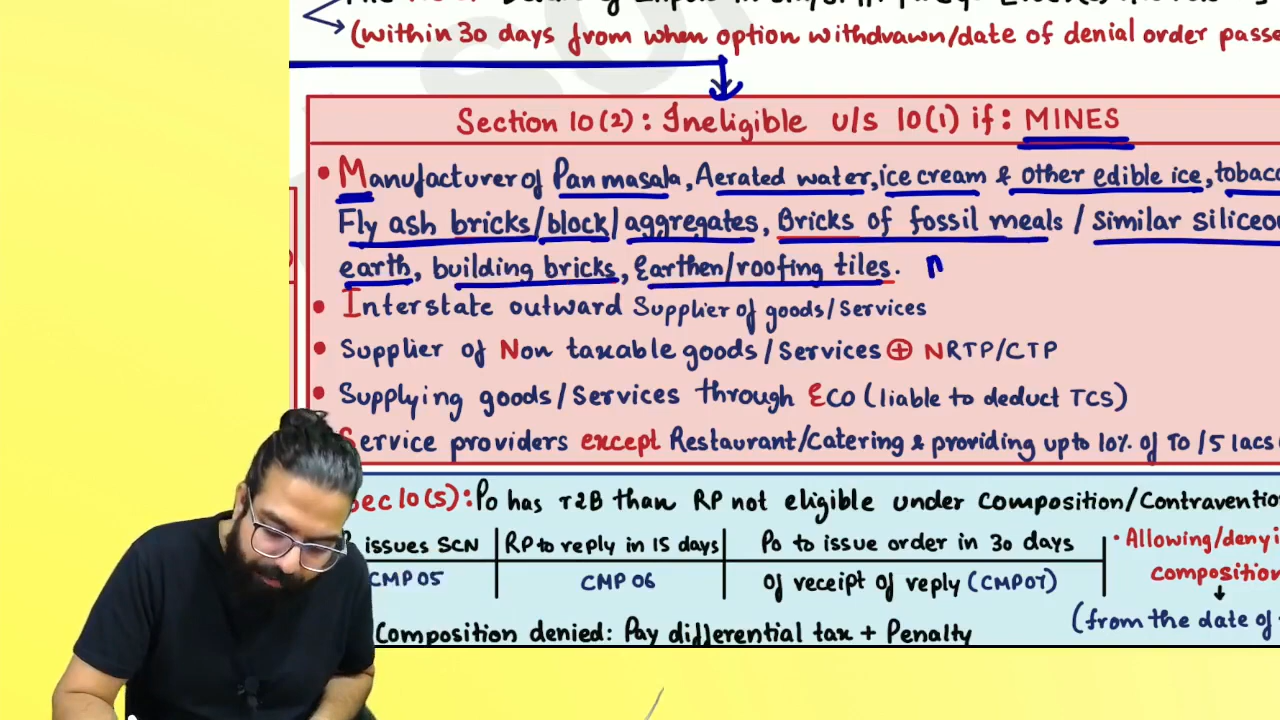 (within 30 days from when option withdrawn/date of denial order passe
Section 10(2): Ineligible u/s 10(1) if: MINES
• Manufacturer of Pan masala, Aerated water, ice cream & other edible ice, tobacc
Fly ash bricks/block/aggregates, Bricks of fossil meals / Similar siliceou
earth, building bricks, Earthen/roofing tiles.
• Interstate outward Supplier of goods/Services
• Supplier of Non taxable goods/Services ⊕ NRTP/CTP
• Supplying goods/Services through ECO (liable to deduct TCS)
Service providers except Restaurant/Catering & providing upto 10% of TO/5 lacs
Sec 10(5): PO has r2B than RP not eligible under composition/Contraventio
issues SCN RP to reply in 15 days PO to issue order in 30 days • Allowing/denyi
CMP 05 CMP 06 of receipt of reply (CMP07) composition
(from the date of
Composition denied: Pay differential tax + Penalty